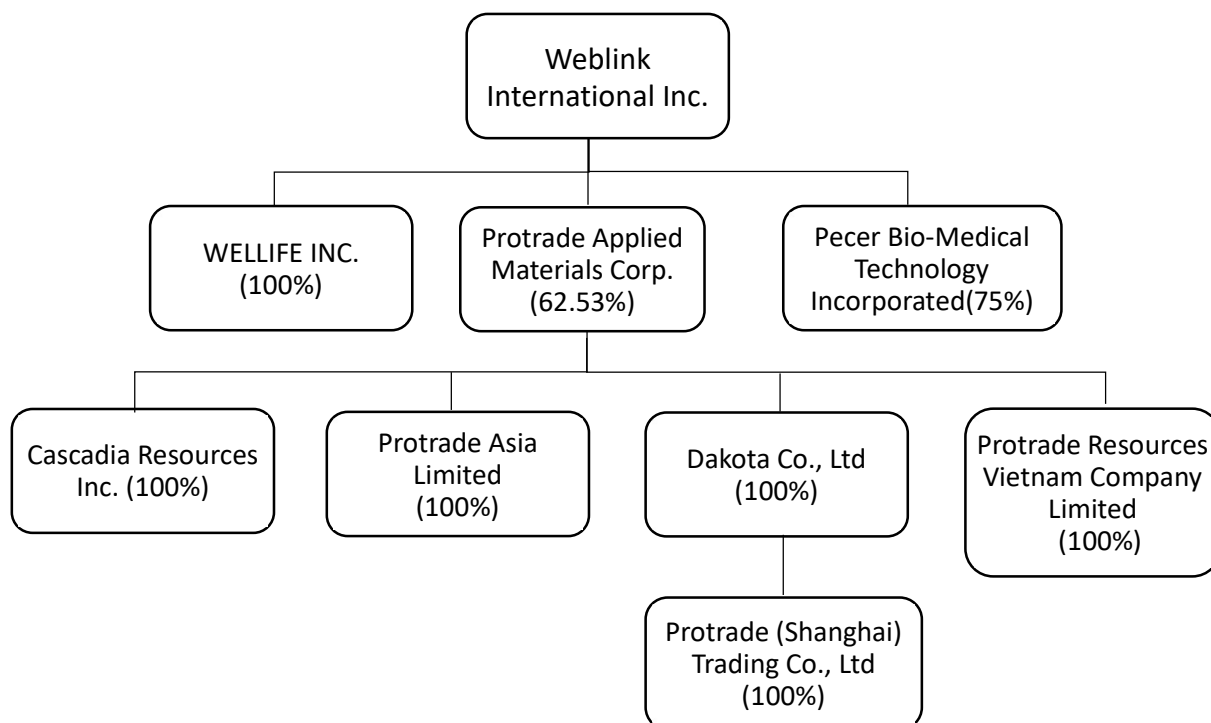 Weblink
International Inc.
WELLIFE INC.
(100%)
Protrade Applied
Materials Corp.
(62.53%)
Pecer Bio-Medical
Technology
Incorporated(75%)
Cascadia Resources
Inc. (100%)
Protrade Asia
Limited
(100%)
Dakota Co., Ltd
(100%)
Protrade Resources
Vietnam Company
Limited
(100%)
Protrade (Shanghai)
Trading Co., Ltd
(100%)